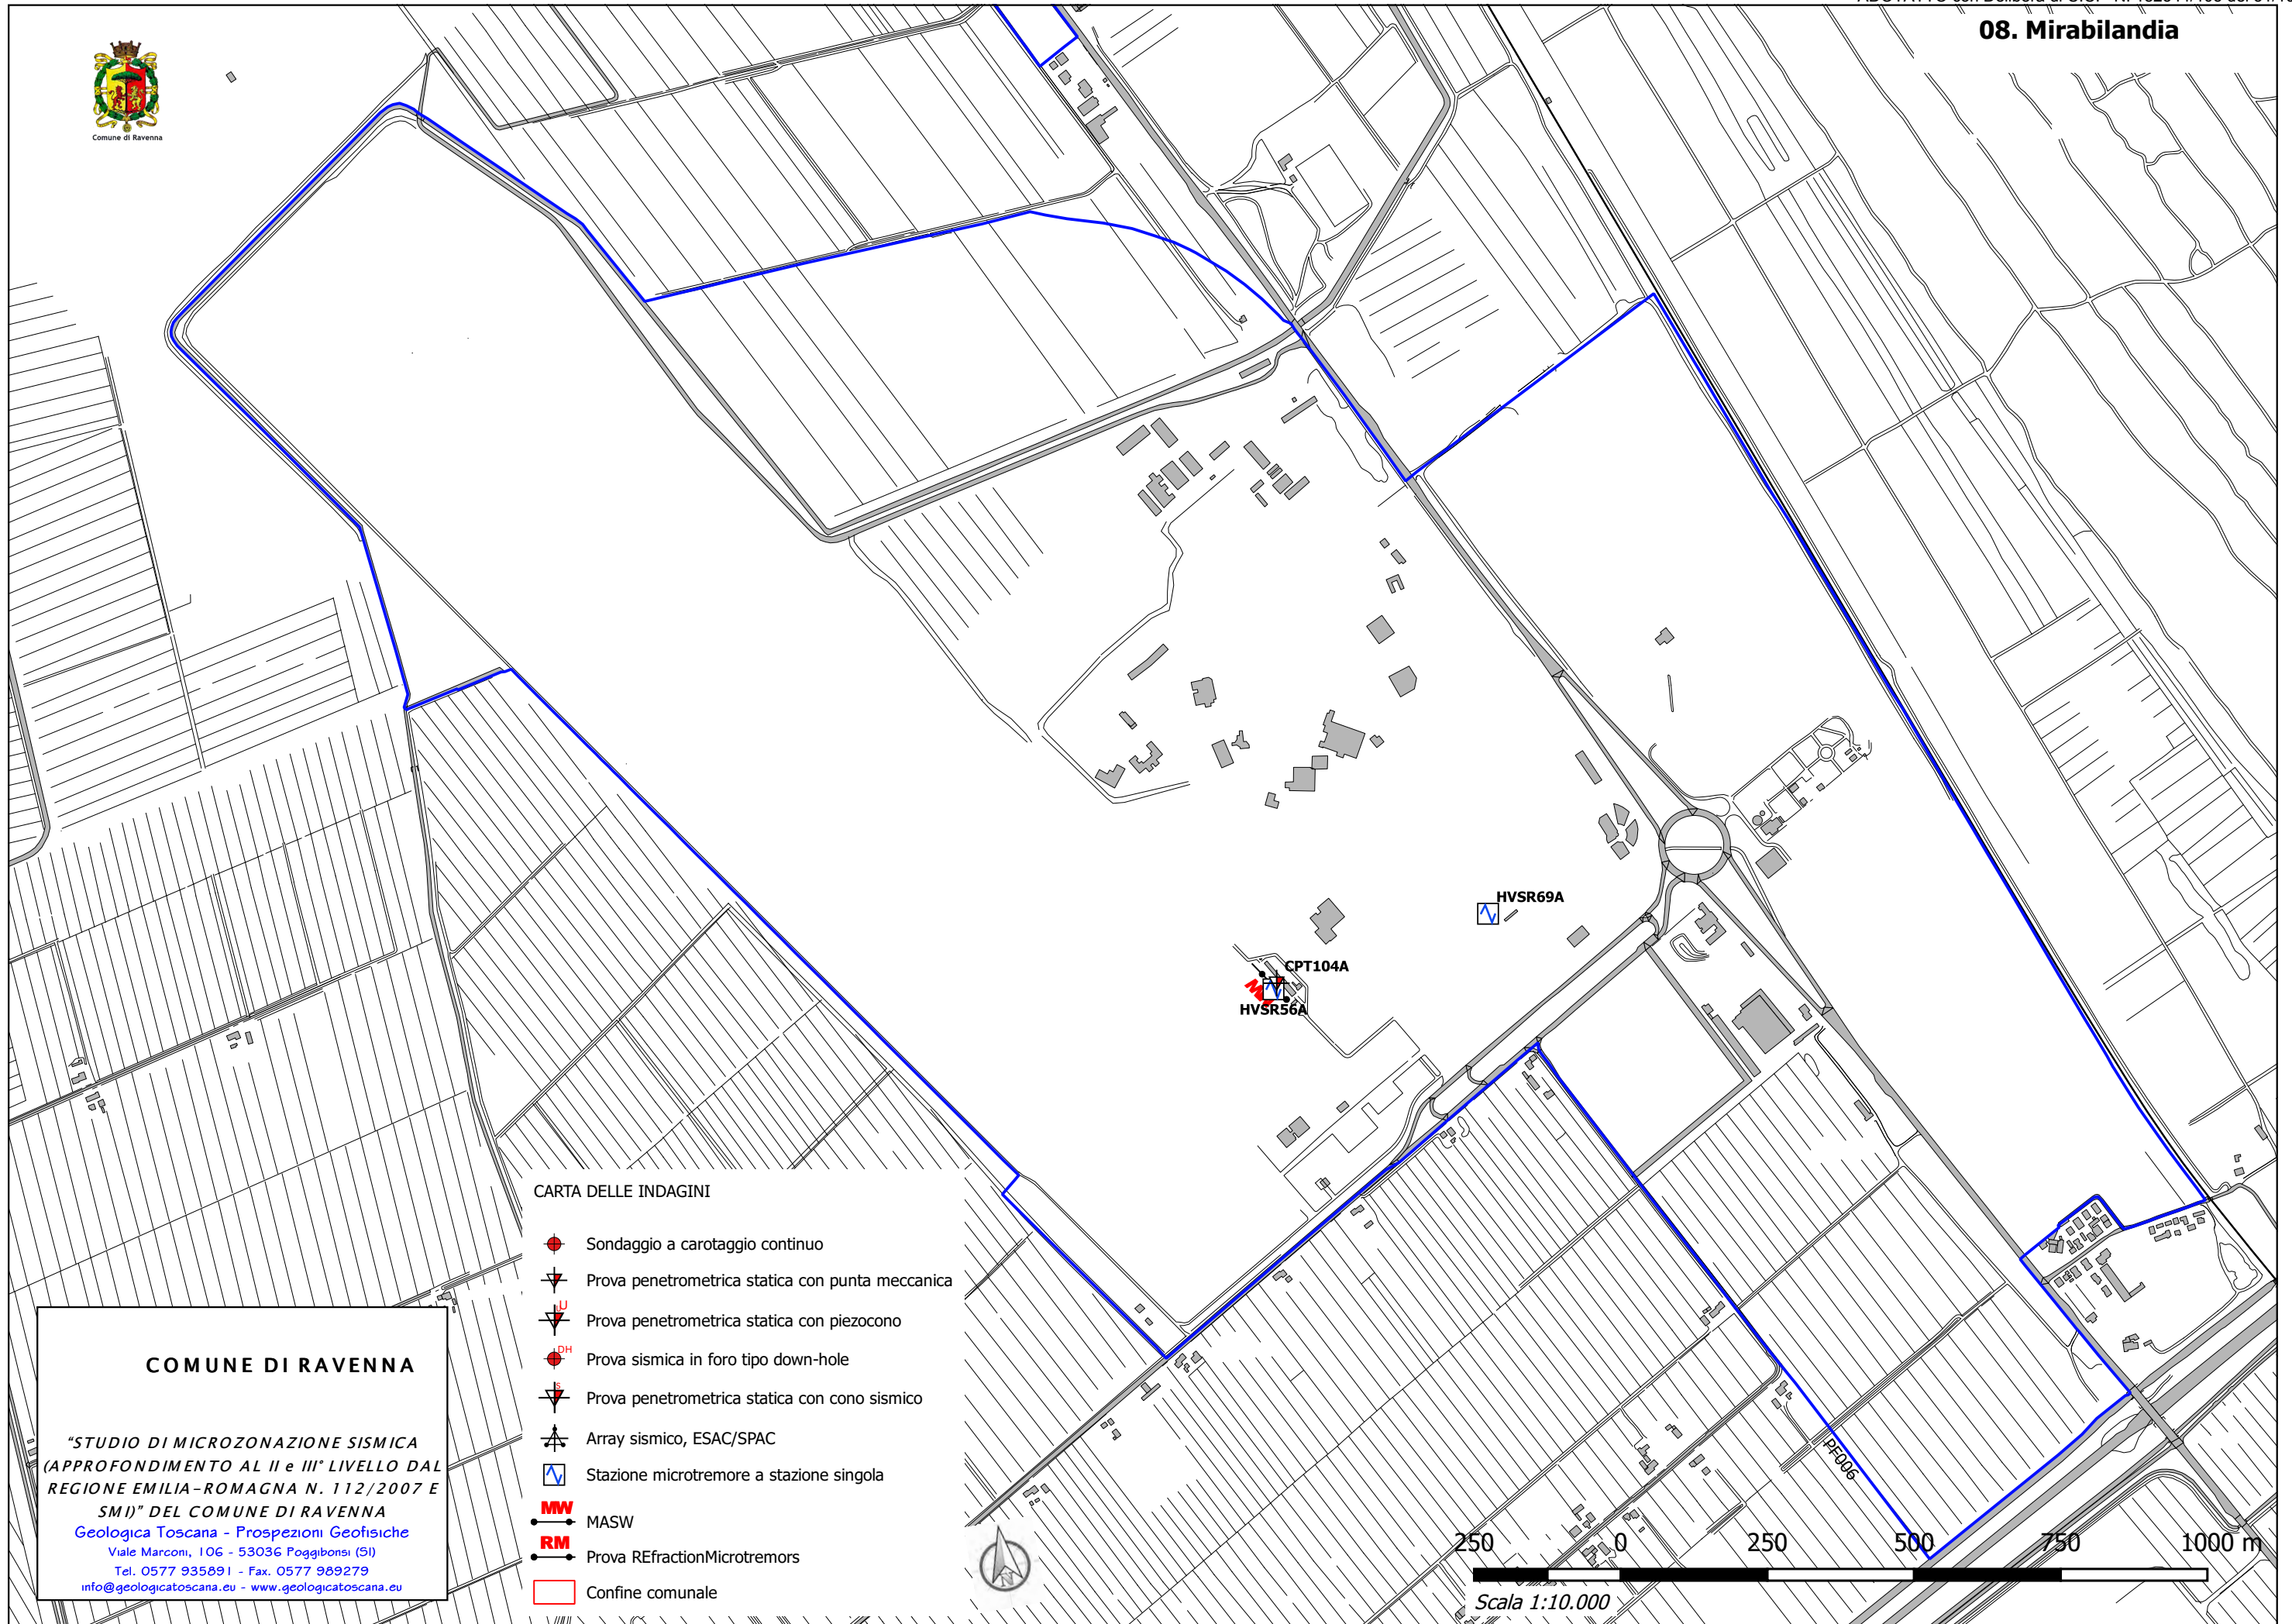 08. Mirabilandia
Comune di Ravenna
HVSR69A
CPT104A
MW
HVSR56A
PF006
CARTA DELLE INDAGINI
Sondaggio a carotaggio continuo
Prova penetrometrica statica con punta meccanica
U
Prova penetrometrica statica con piezocono
DH
Prova sismica in foro tipo down-hole
S
Prova penetrometrica statica con cono sismico
Array sismico, ESAC/SPAC
Stazione microtremore a stazione singola
MW
MASW
RM
Prova REfractionMicrotremors
Confine comunale
COMUNE DI RAVENNA
"STUDIO DI MICROZONAZIONE SISMICA
(APPROFONDIMENTO AL II e III° LIVELLO DAL
REGIONE EMILIA-ROMAGNA N. 112/2007 E
SMI)" DEL COMUNE DI RAVENNA
Geologica Toscana - Prospezioni Geofisiche
Viale Marconi, 106 - 53036 Poggibonsi (SI)
Tel. 0577 935891 - Fax. 0577 989279
info@geologicatoscana.eu - www.geologicatoscana.eu
N
250 0 250 500 750 1000 m
Scala 1:10.000